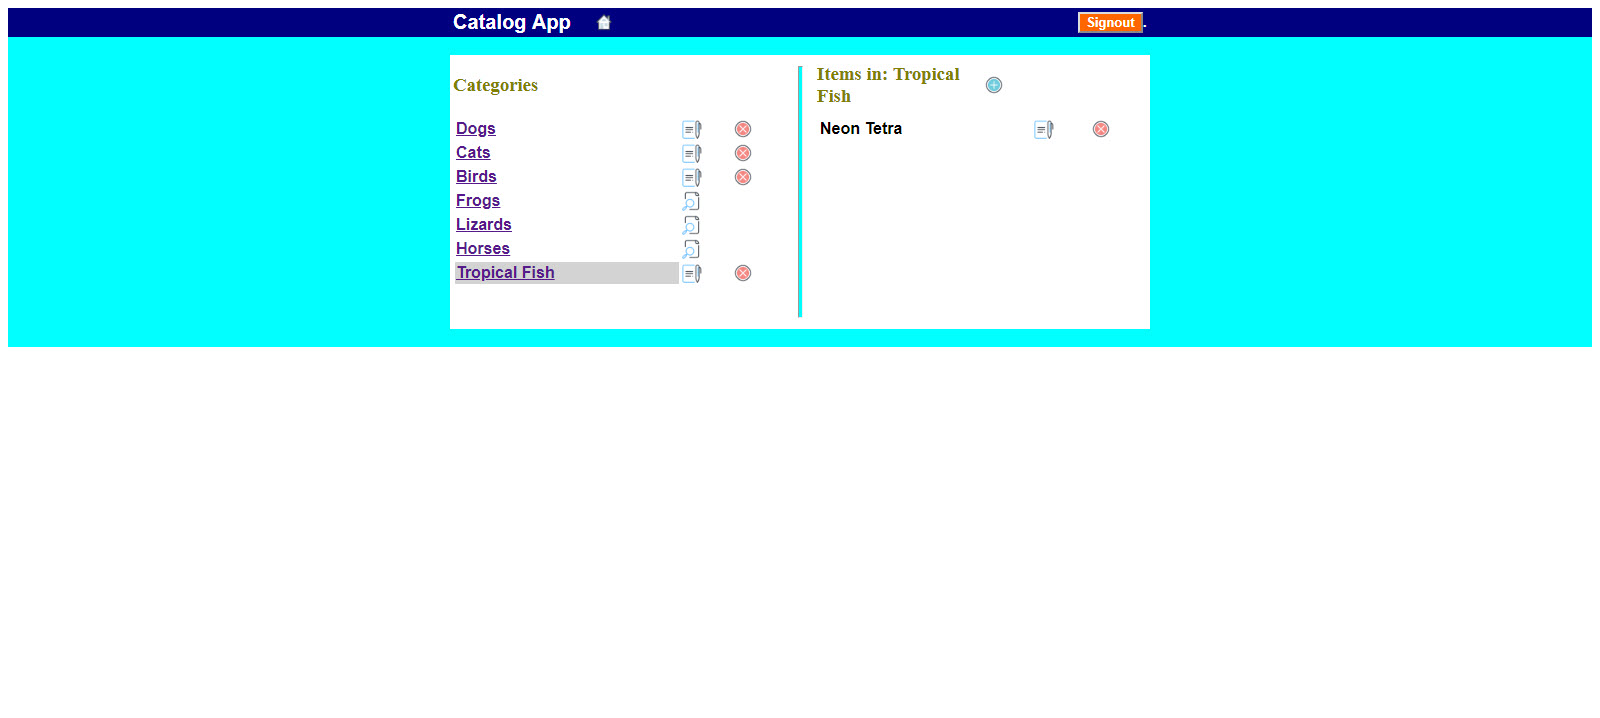 Catalog App
Signout.
Categories
Dogs
Cats
Birds
Frogs
Lizards
Horses
Tropical Fish
Items in: Tropical
Fish
Neon Tetra